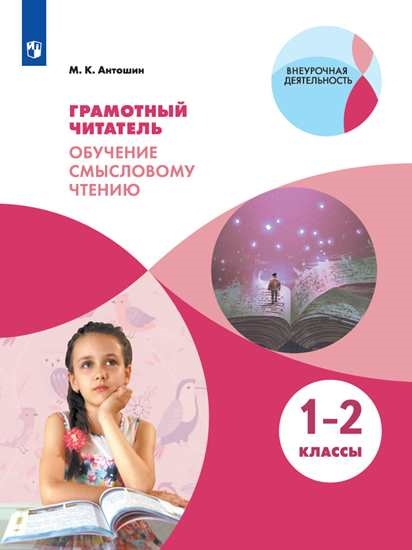 М. К. Антошин
ВНЕУРОЧНАЯ
ДЕЯТЕЛЬНОСТЬ
ГРАМОТНЫЙ
ЧИТАТЕЛЬ
ОБУЧЕНИЕ
СМЫСЛОВОМУ
ЧТЕНИЮ
1–2
КЛАССЫ